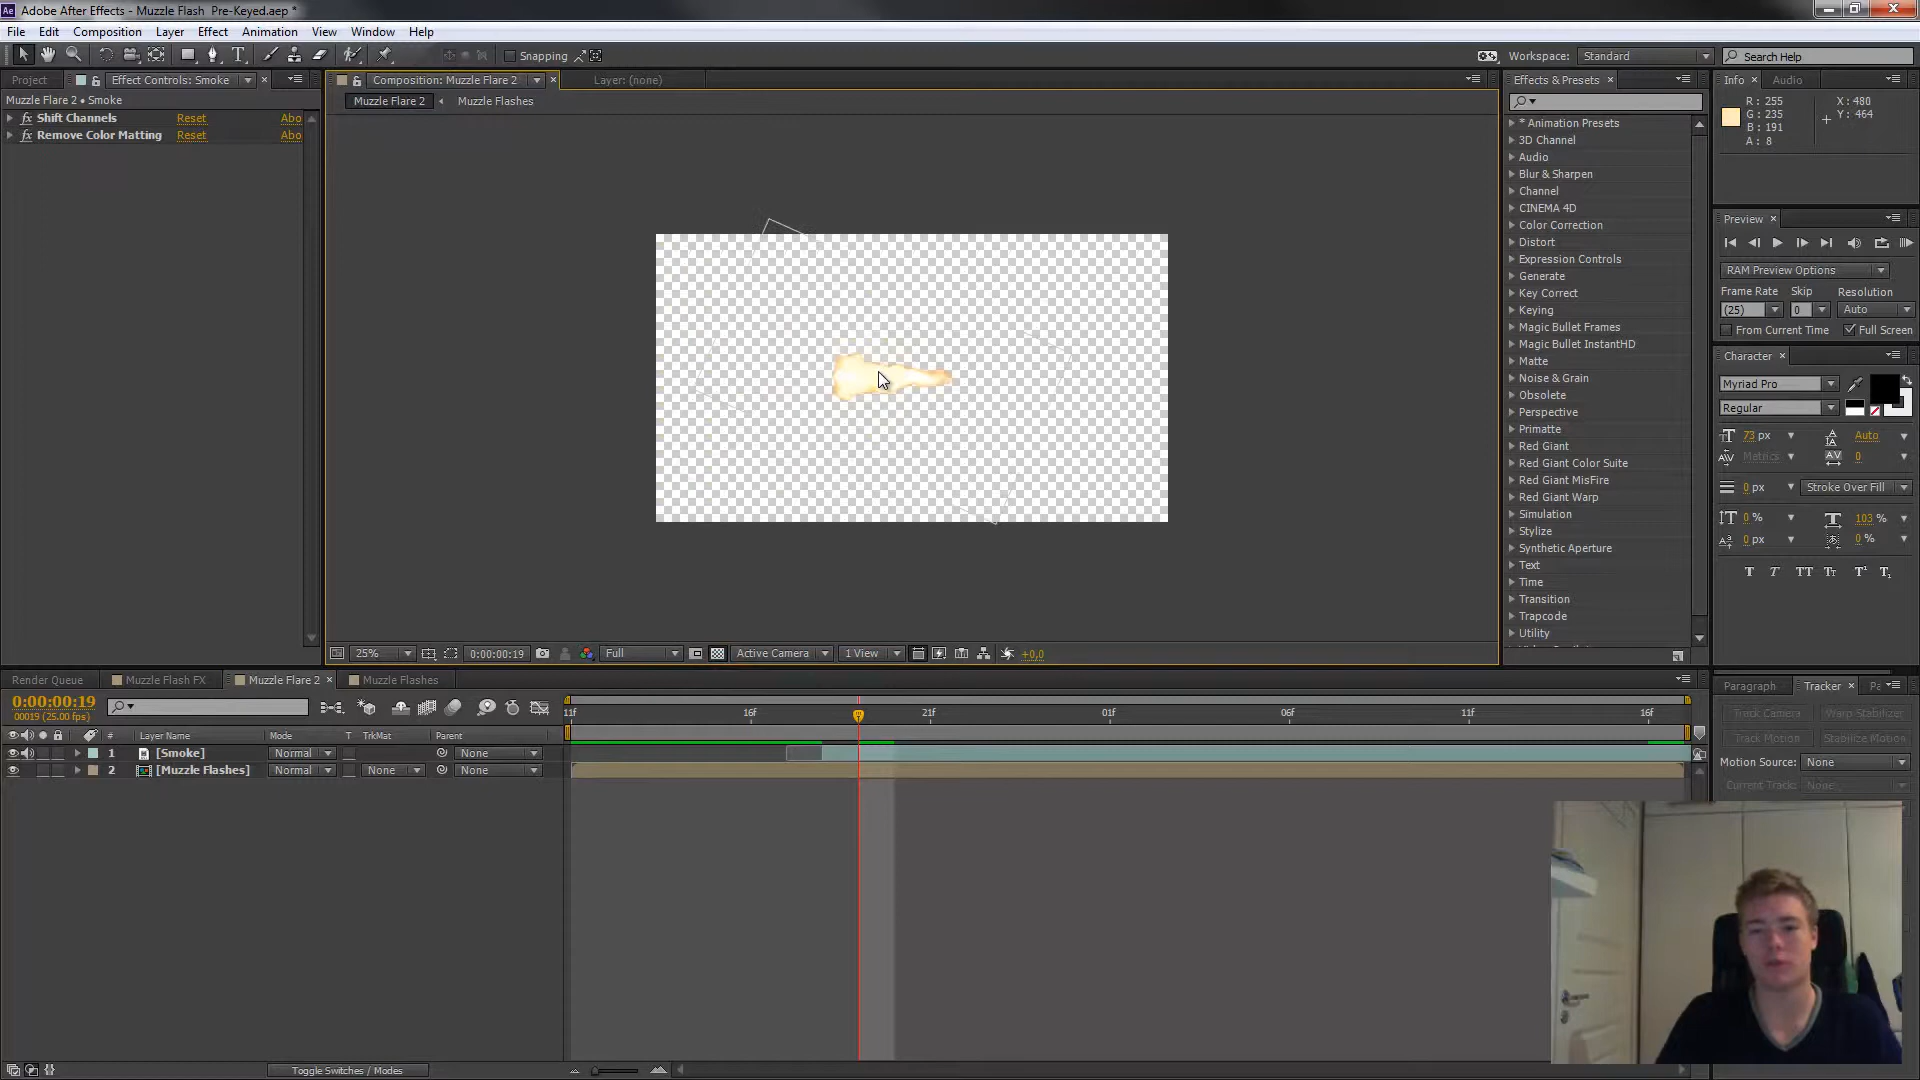 Adobe After Effects - Muzzle Flash Pre-Keyed.aep *
File Edit Composition Layer Effect Animation View Window Help
Snapping
Workspace: Standard
Search Help
Project
Effect Controls: Smoke
Composition: Muzzle Flare 2
Layer: (none)
Effects & Presets
Info
Audio
Muzzle Flare 2 • Smoke
Shift Channels Reset Abo
Remove Color Matting Reset Abo
Muzzle Flare 2
Muzzle Flashes
R: 255
G: 235
B: 191
A: 8
X: 480
Y: 464
* Animation Presets
3D Channel
Audio
Blur & Sharpen
Channel
CINEMA 4D
Color Correction
Distort
Expression Controls
Generate
Key Correct
Keying
Magic Bullet Frames
Magic Bullet InstantHD
Matte
Noise & Grain
Obsolete
Perspective
Primatte
Red Giant
Red Giant Color Suite
Red Giant MisFire
Red Giant Warp
Simulation
Stylize
Synthetic Aperture
Text
Time
Transition
Trapcode
Utility
Preview
RAM Preview Options
Frame Rate Skip Resolution
(25) 0 Auto
From Current Time Full Screen
Character
Myriad Pro
Regular
73 px Auto
Metrics 0
0 px Stroke Over Fill
0 % 103 %
0 px 0 %
25% 0:00:00:19 Full Active Camera 1 View +0,0
Render Queue
Muzzle Flash FX
Muzzle Flare 2
Muzzle Flashes
0:00:00:19
00019 (25.00 fps)
11f 16f 21f 01f 06f 11f 16f
# Layer Name Mode T TrkMat Parent
1 [Smoke] Normal None
2 [Muzzle Flashes] Normal None None
Toggle Switches / Modes
Paragraph
Tracker
Track Camera Warp Stabilizer
Track Motion Stabilize Motion
Motion Source: None
Current Track: None